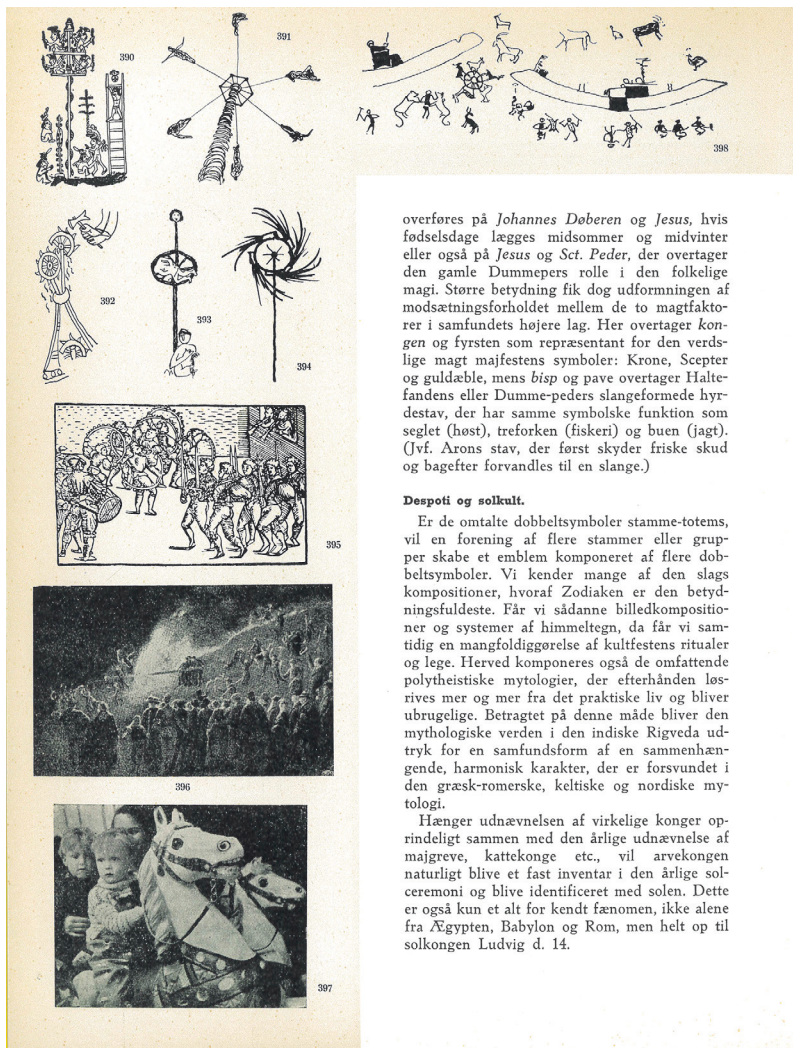 390
391
398
392
393
394
395
396
397
overføres på Johannes Døberen og Jesus, hvis
fødselsdage lægges midsommer og midvinter
eller også på Jesus og Sct. Peder, der overtager
den gamle Dummepers rolle i den folkelige
magi. Større betydning fik dog udformningen af
modsætningsforholdet mellem de to magtfakto-
rer i samfundets højere lag. Her overtager kon-
gen og fyrsten som repræsentant for den verds-
lige magt majfestens symboler: Krone, Scepter
og guldæble, mens bisp og pave overtager Halte-
fandens eller Dumme-peders slangeformede hyr-
destav, der har samme symbolske funktion som
seglet (høst), treforken (fiskeri) og buen (jagt).
(Jvf. Arons stav, der først skyder friske skud
og bagefter forvandles til en slange.)
Despoti og solkult.
Er de omtalte dobbeltsymboler stamme-totems,
vil en forening af flere stammer eller grup-
per skabe et emblem komponeret af flere dob-
beltsymboler. Vi kender mange af den slags
kompositioner, hvoraf Zodiaken er den betyd-
ningsfuldeste. Får vi sådanne billedkompositio-
ner og systemer af himmeltegn, da får vi sam-
tidig en mangfoldiggørelse af kultfestens ritualer
og lege. Herved komponeres også de omfattende
polytheistiske mytologier, der efterhånden løs-
rives mer og mer fra det praktiske liv og bliver
ubrugelige. Betragtet på denne måde bliver den
mythologiske verden i den indiske Rigveda ud-
tryk for en samfundsform af en sammenhæn-
gende, harmonisk karakter, der er forsvundet i
den græsk-romerske, keltiske og nordiske my-
tologi.
Hænger udnævnelsen af virkelige konger op-
rindeligt sammen med den årlige udnævnelse af
majgreve, kattekonge etc., vil arvekongen
naturligt blive et fast inventar i den årlige sol-
ceremoni og blive identificeret med solen. Dette
er også kun et alt for kendt fænomen, ikke alene
fra Ægypten, Babylon og Rom, men helt op til
solkongen Ludvig d. 14.